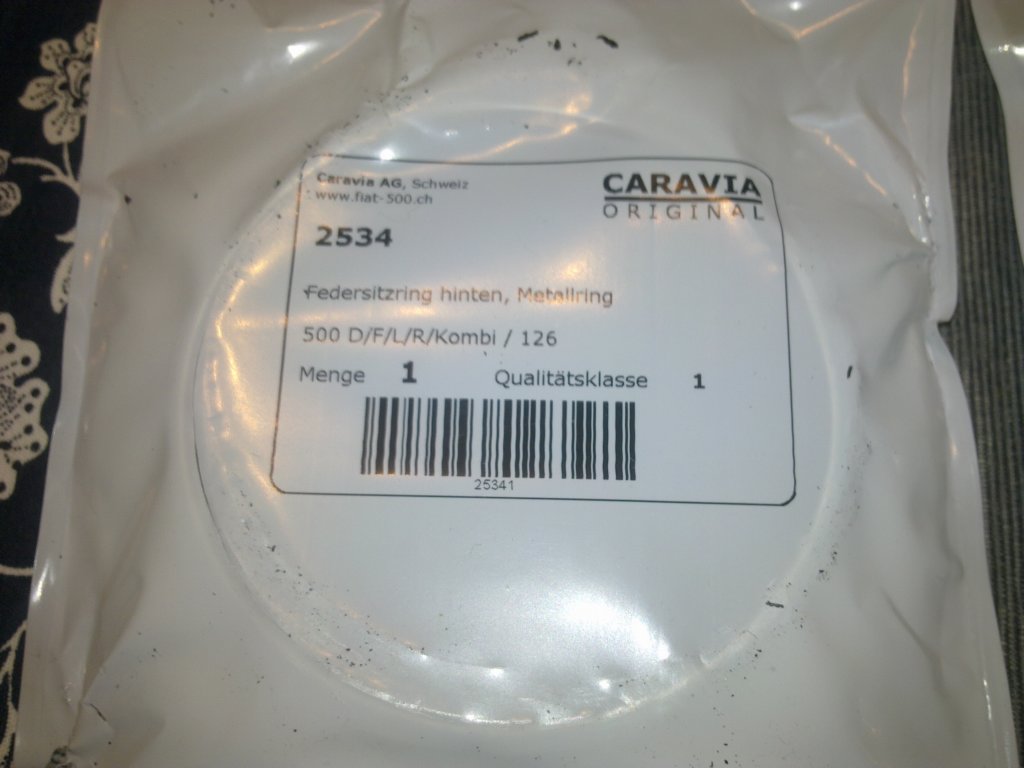 Caravia AG, Schweiz
www.fiat-500.ch
CARAVIA
ORIGINAL
2534
Federsitzring hinten, Metallring
500 D/F/L/R/Kombi / 126
Menge 1 Qualitätsklasse 1
25341